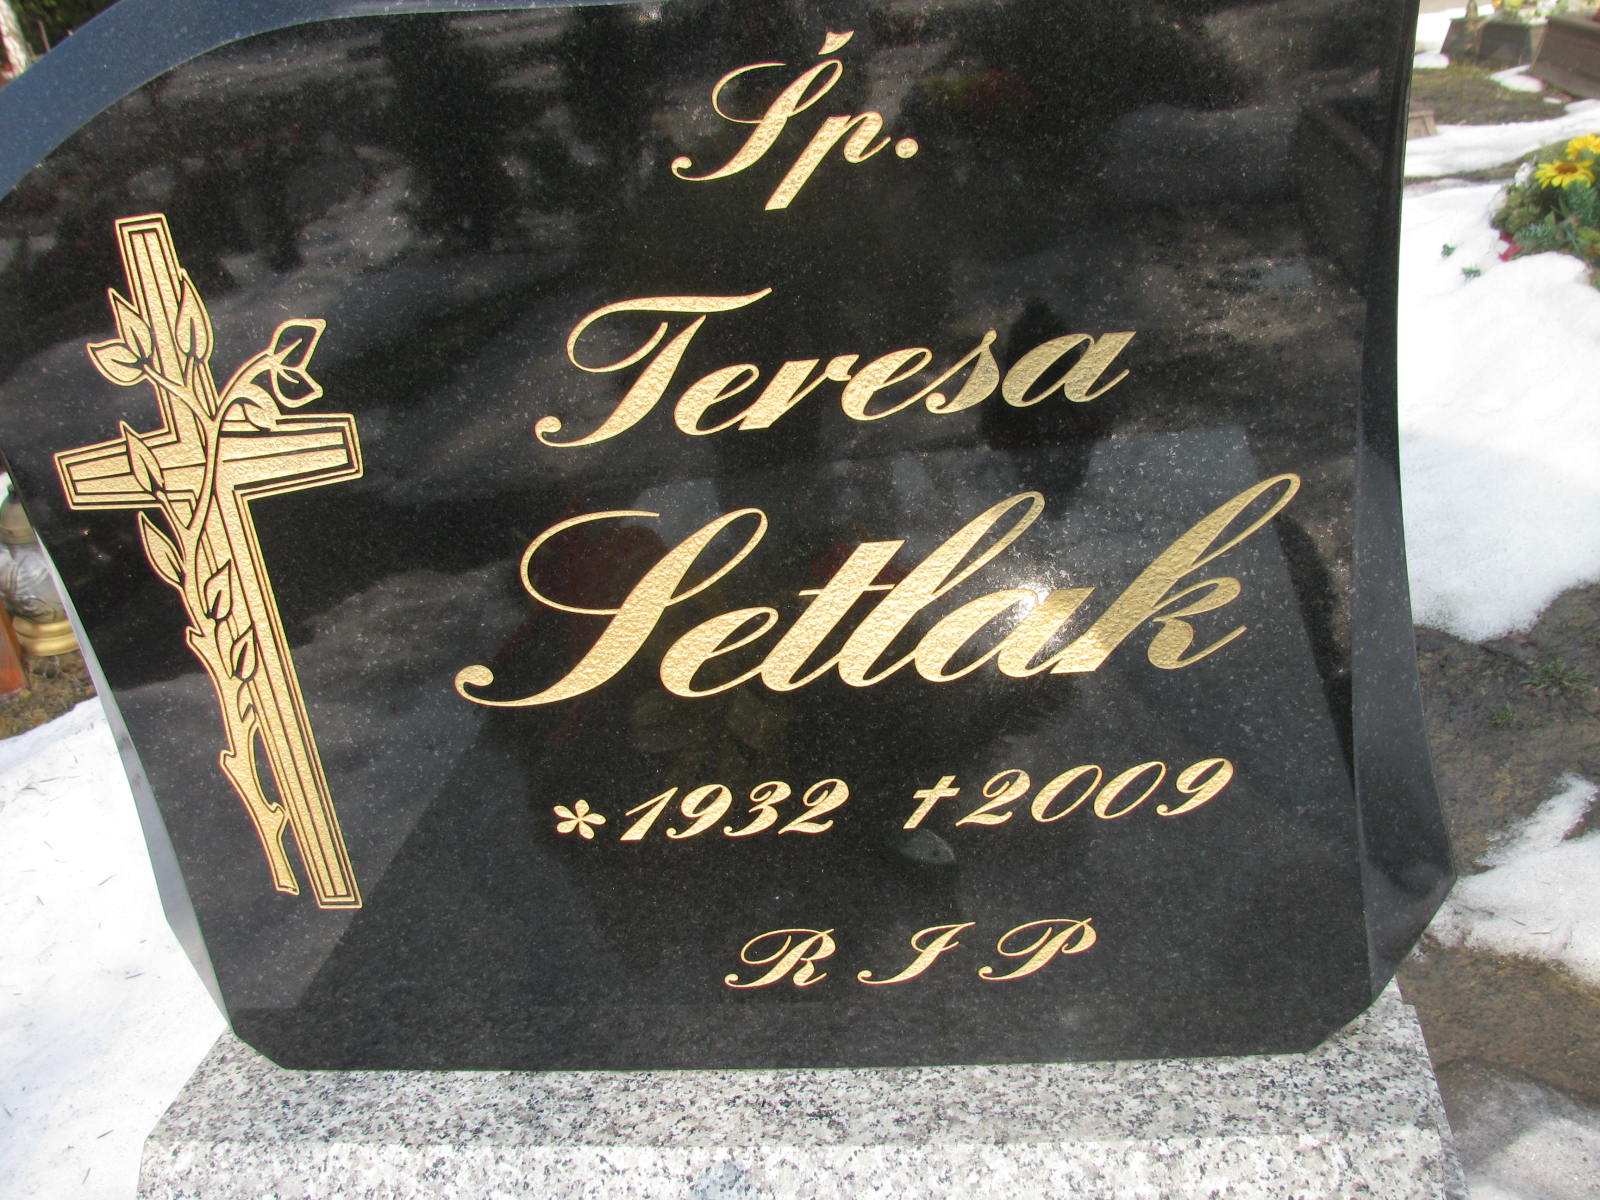 Śp.
Teresa
Setlak
*1932 †2009
R I P